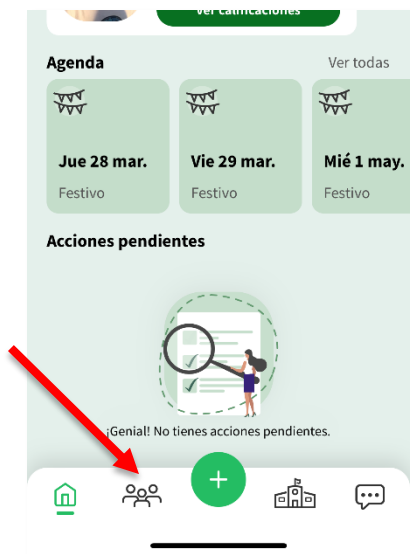 Ver calificaciones
Agenda
Ver todas
Jue 28 mar.
Vie 29 mar.
Mié 1 may.
Festivo
Festivo
Festivo
Acciones pendientes
¡Genial! No tienes acciones pendientes.